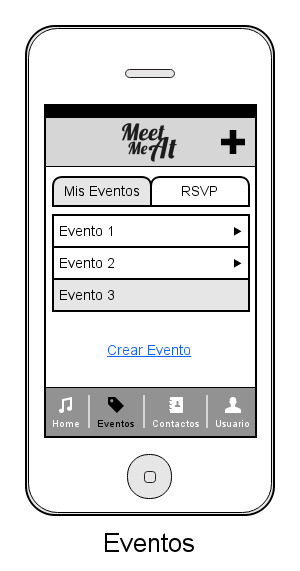 Meet
Me At
Mis Eventos
RSVP
Evento 1
Evento 2
Evento 3
Crear Evento
Home
Eventos
Contactos
Usuario
Eventos